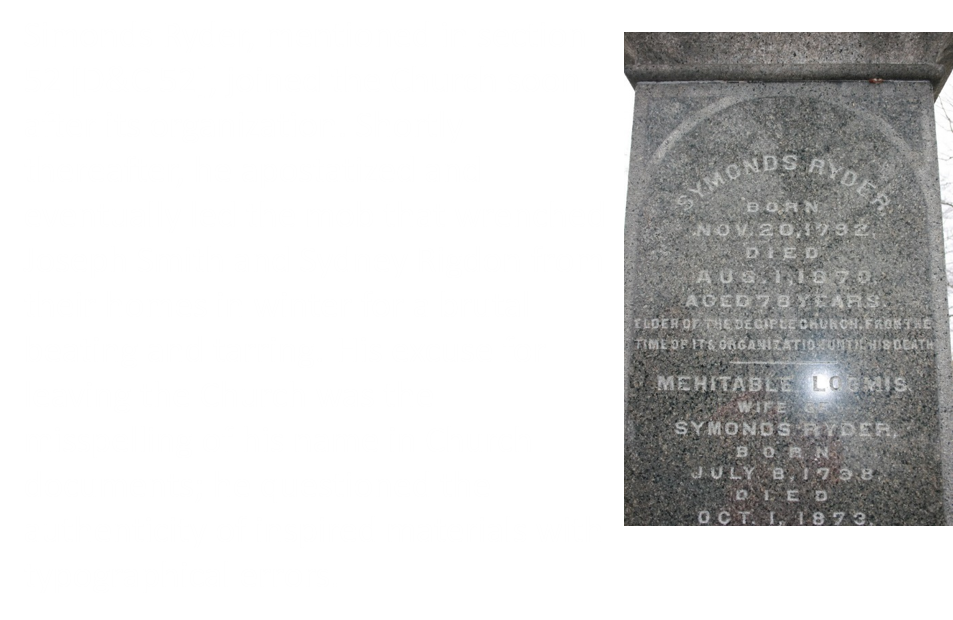 SYMONDS RYDER
BORN
NOV. 20, 1792.
DIED
AUG. 1, 1870.
AGED 78 YEARS.
ELDER OF THE DECIPLE CHURCH, FROM THE
TIME OF ITS ORGANIZATION UNTIL HIS DEATH
MEHITABLE LOOMIS
WIFE OF
SYMONDS RYDER,
BORN
JULY 8, 1798.
DIED
OCT. 1, 1873.